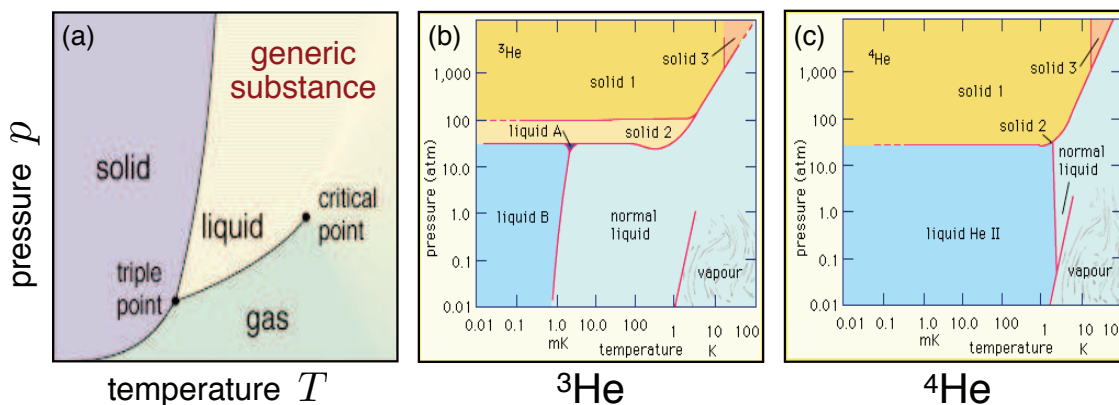 (a)
generic
substance
solid
liquid
critical
point
triple
point
gas
pressure p
temperature T
(b)
³He
solid 3
solid 1
liquid A
solid 2
liquid B
normal
liquid
vapour
pressure (atm)
1,000
100
10.0
1.0
0.1
0.01
0.01 0.1 1.0 10.0 100 1 10 100
mK temperature K
³He
(c)
⁴He
solid 3
solid 1
solid 2
normal
liquid
liquid He II
vapour
pressure (atm)
1,000
100
10.0
1.0
0.1
0.01
0.01 0.1 1.0 10.0 100 1 10
mK temperature K
⁴He